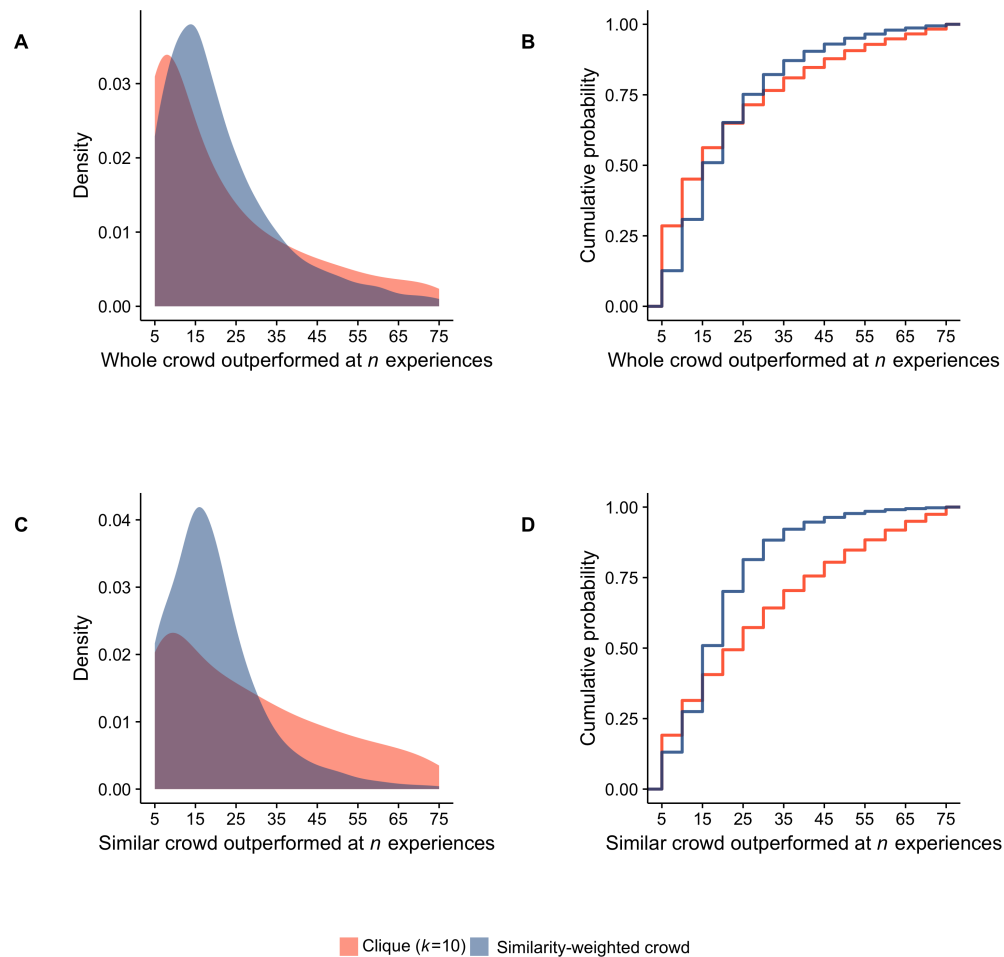 A
Density
0.03
0.02
0.01
0.00
5 15 25 35 45 55 65 75
Whole crowd outperformed at n experiences
B
Cumulative probability
1.00
0.75
0.50
0.25
0.00
5 15 25 35 45 55 65 75
Whole crowd outperformed at n experiences
C
Density
0.04
0.03
0.02
0.01
0.00
5 15 25 35 45 55 65 75
Similar crowd outperformed at n experiences
D
Cumulative probability
1.00
0.75
0.50
0.25
0.00
5 15 25 35 45 55 65 75
Similar crowd outperformed at n experiences
Clique (k=10) Similarity-weighted crowd